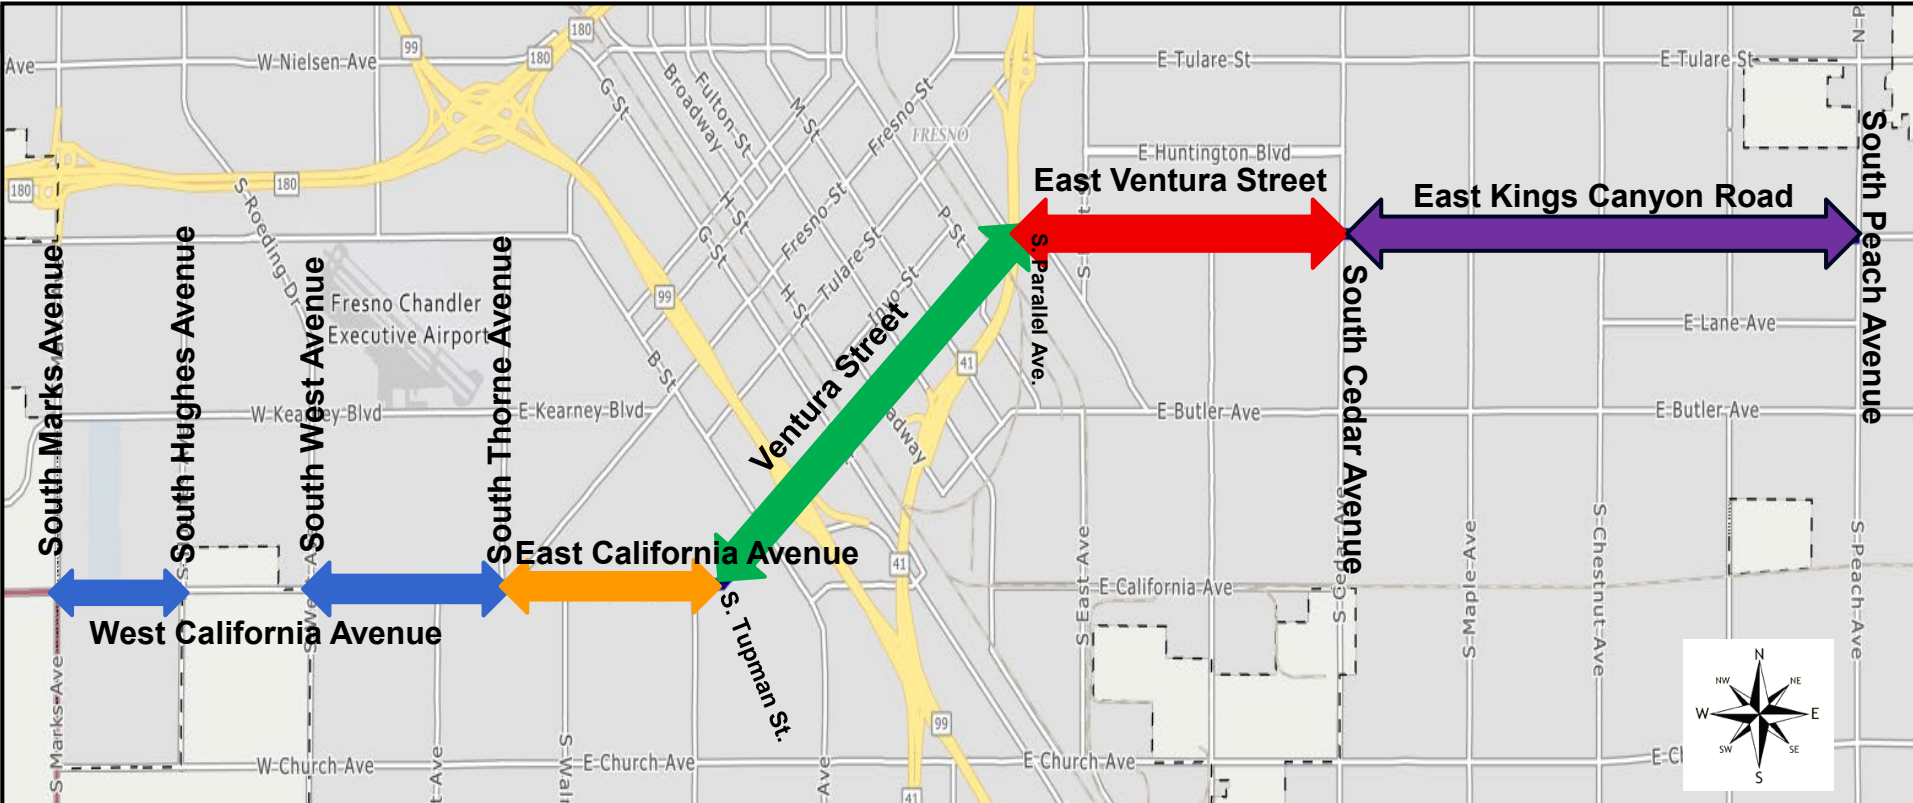 Ave
W Nielsen Ave
99
180
180
G-St
Broadway
Fulton-St
M-St
Fresno-St
FRESNO
E Tulare St
E Tulare St
E Huntington Blvd
180
180
S-Roeding-Dr
H-St
G-St
Fresno-St
Tulare-St
H-St
P-St
East Ventura Street
East Kings Canyon Road
South Peach Avenue
South Marks Avenue
South Hughes Avenue
South West Avenue
South Thorne Avenue
Fresno Chandler
Executive Airport
99
B-St
Ventura Street
41
S. Parallel Ave.
South Cedar Avenue
E Lane Ave
W Kearney Blvd
E Kearney Blvd
E Butler Ave
E Butler Ave
East California Avenue
West California Avenue
S. Tupman St.
41
E California Ave
S-East-Ave
S-Cedar-Ave
S-Maple-Ave
S-Chestnut-Ave
S-Peach-Ave
S-Marks-Ave
W Church Ave
E Church Ave
E Church Ave
99
41
Ave
N
NW
NE
W
E
SW
SE
S